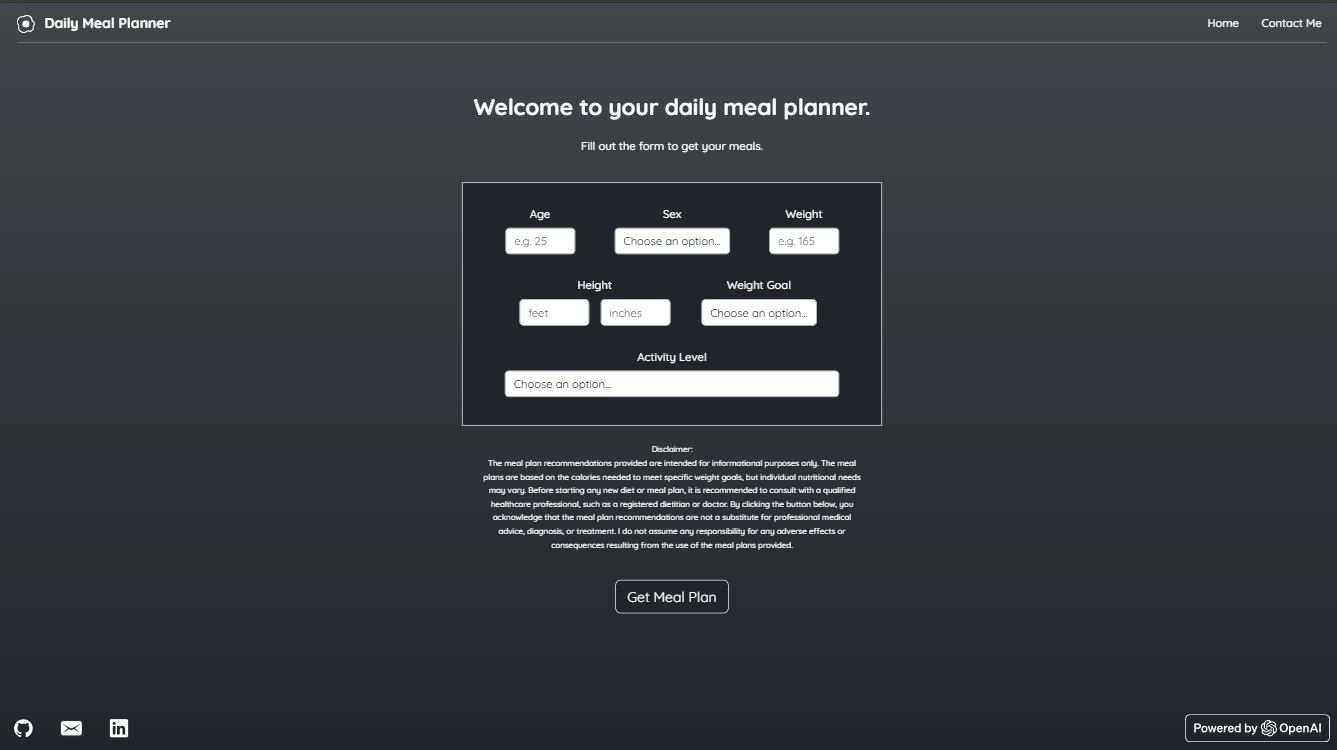 Daily Meal Planner
Home
Contact Me
Welcome to your daily meal planner.
Fill out the form to get your meals.
Age
Sex
Weight
e.g. 25
Choose an option...
e.g. 165
Height
Weight Goal
feet
inches
Choose an option...
Activity Level
Choose an option...
Disclaimer:
The meal plan recommendations provided are intended for informational purposes only. The meal
plans are based on the calories needed to meet specific weight goals, but individual nutritional needs
may vary. Before starting any new diet or meal plan, it is recommended to consult with a qualified
healthcare professional, such as a registered dietitian or doctor. By clicking the button below, you
acknowledge that the meal plan recommendations are not a substitute for professional medical
advice, diagnosis, or treatment. I do not assume any responsibility for any adverse effects or
consequences resulting from the use of the meal plans provided.
Get Meal Plan
in
Powered by OpenAI